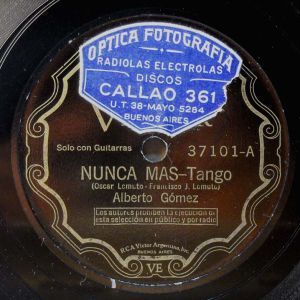 OPTICA FOTOGRAFIA
RADIOLAS ELECTROLAS
DISCOS
CALLAO 361
U.T. 38-MAYO 5264
BUENOS AIRES
Solo con Guitarras
37101-A
NUNCA MAS-Tango
(Oscar Lomuto - Francisco J. Lomuto)
Alberto Gómez
Los autores prohiben la ejecución de
esta selección en público y por radio
RCA Victor Argentina, Inc.
BUENOS AIRES
VE